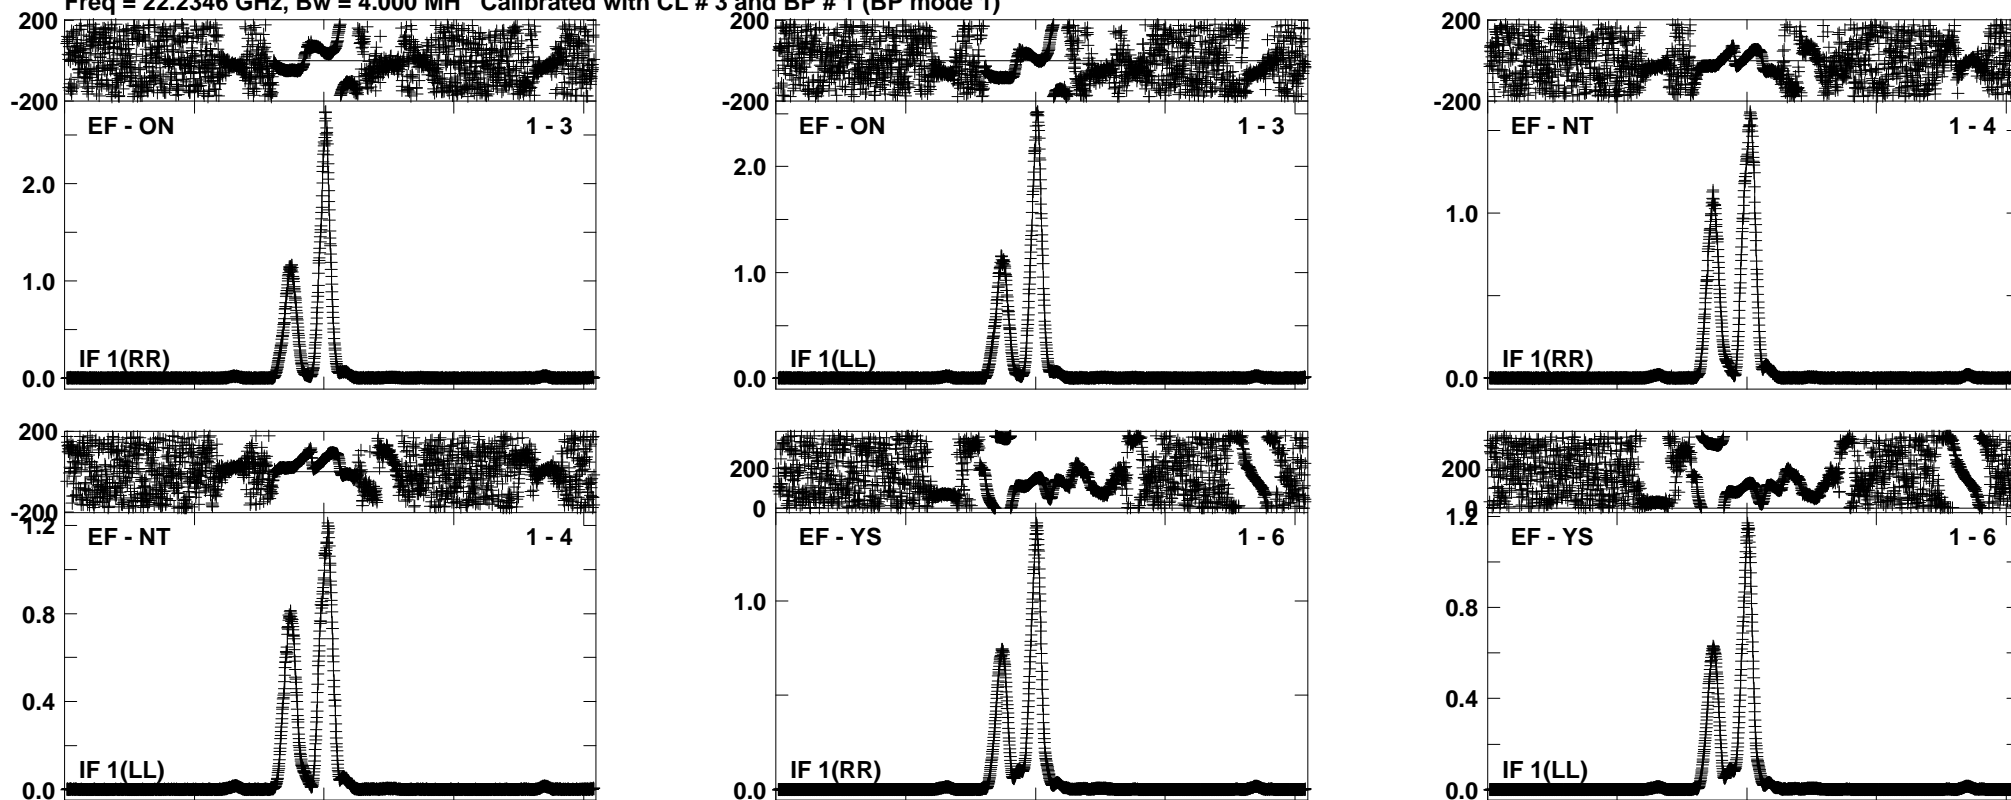 Freq = 22.2346 GHz, Bw = 4.000 MH Calibrated with CL # 3 and BP # 1 (BP mode 1)
200
-200
EF - ON 1 - 3
2.0
1.0
IF 1(RR)
0.0
200
-200
EF - ON 1 - 3
2.0
1.0
IF 1(LL)
0.0
200
-200
EF - NT 1 - 4
1.0
IF 1(RR)
0.0
200
-200
1.2
EF - NT 1 - 4
0.8
0.4
IF 1(LL)
0.0
200
0
EF - YS 1 - 6
1.0
IF 1(RR)
0.0
200
0
1.2
EF - YS 1 - 6
0.8
0.4
IF 1(LL)
0.0